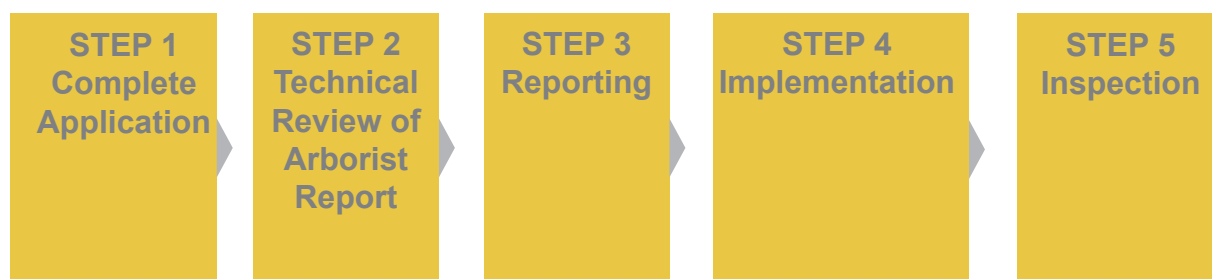 STEP 1
Complete
Application
STEP 2
Technical
Review of
Arborist
Report
STEP 3
Reporting
STEP 4
Implementation
STEP 5
Inspection